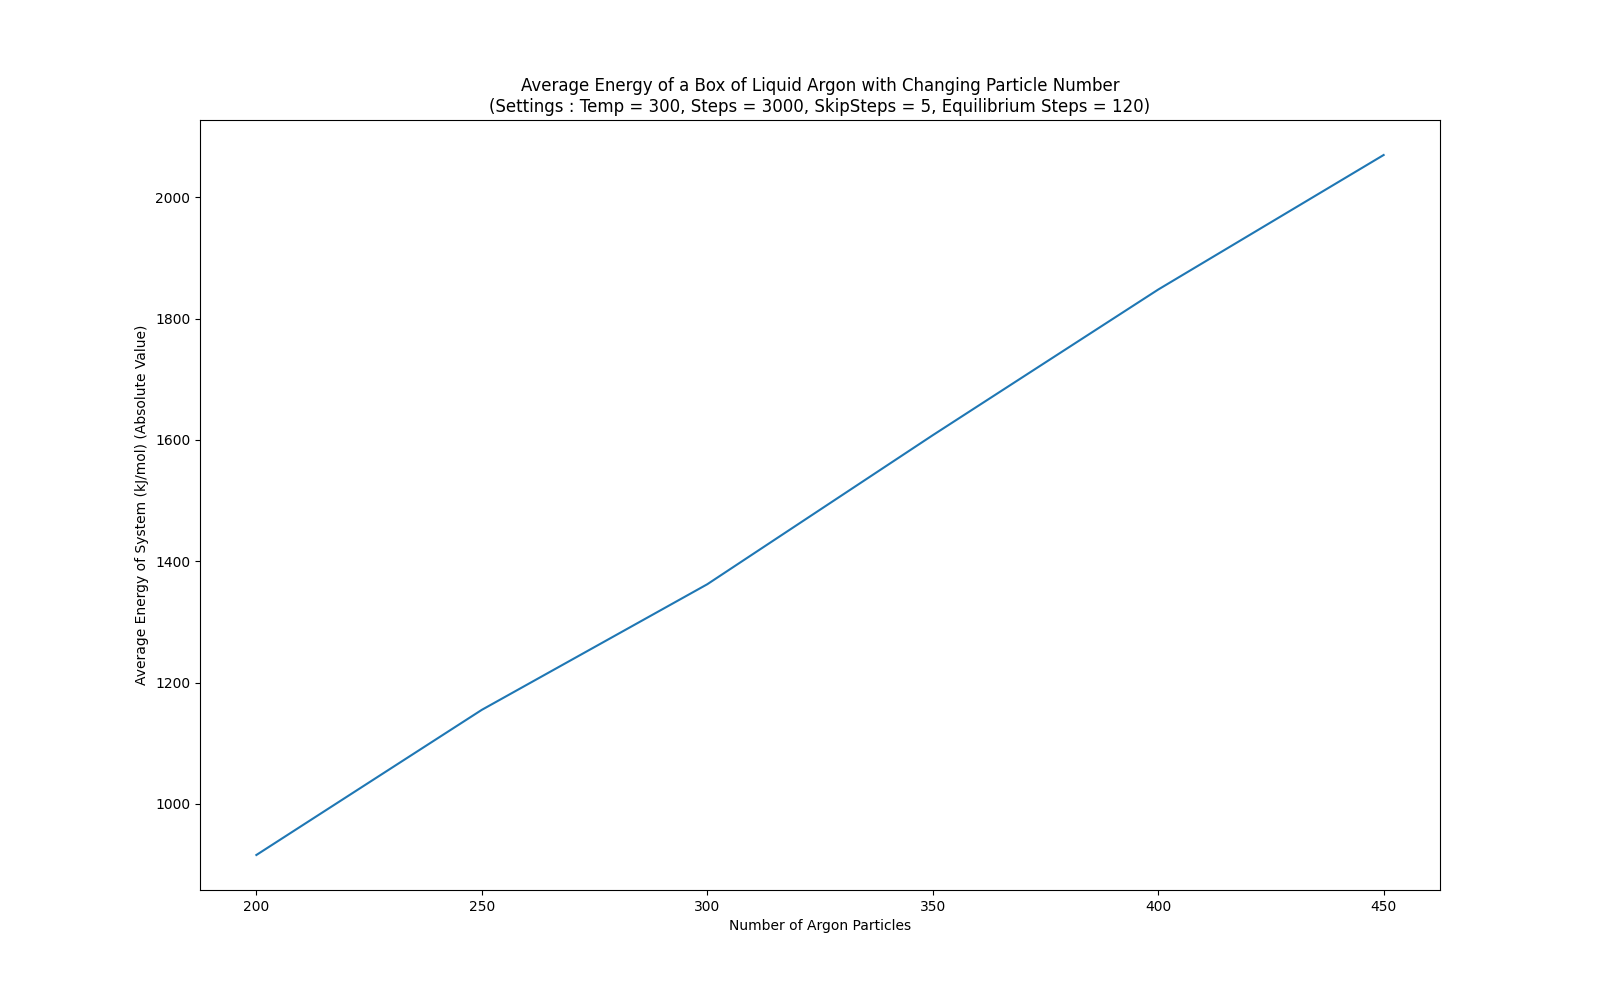 Average Energy of a Box of Liquid Argon with Changing Particle Number
(Settings : Temp = 300, Steps = 3000, SkipSteps = 5, Equilibrium Steps = 120)
Average Energy of System (kJ/mol) (Absolute Value)
2000
1800
1600
1400
1200
1000
200 250 300 350 400 450
Number of Argon Particles